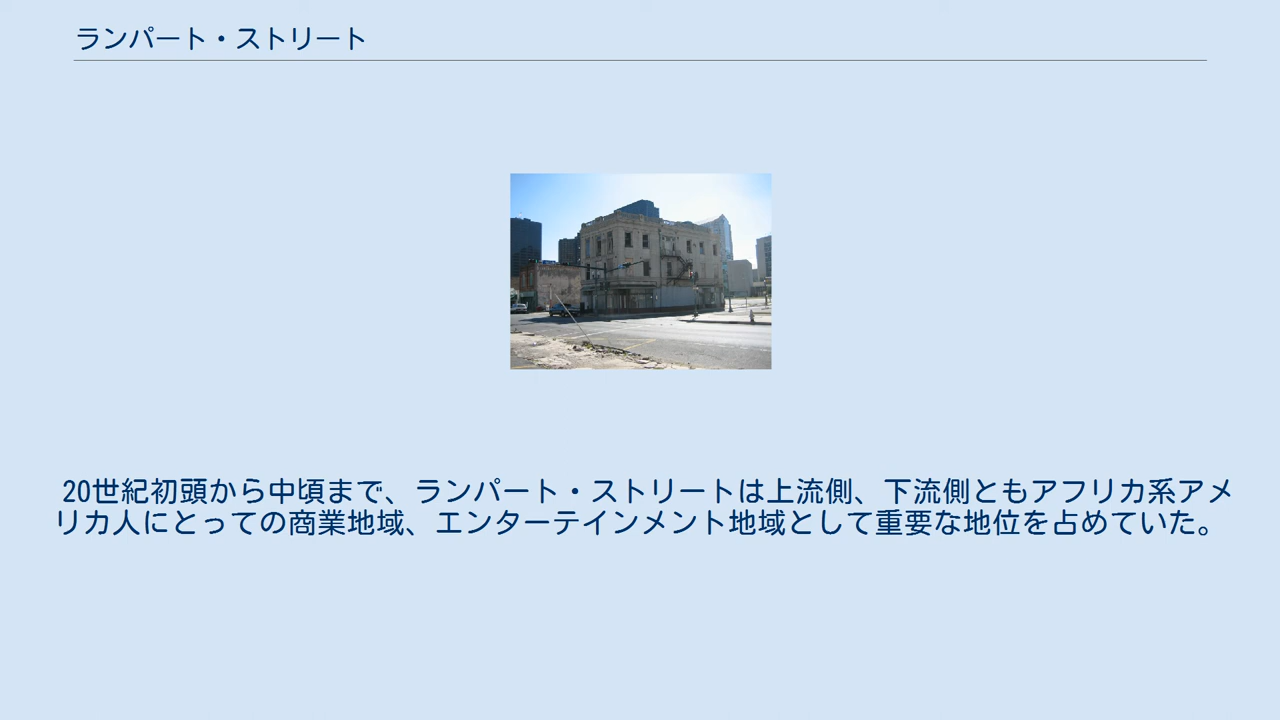 ランパート・ストリート
20世紀初頭から中頃まで、ランパート・ストリートは上流側、下流側ともアフリカ系アメ
リカ人にとっての商業地域、エンターテインメント地域として重要な地位を占めていた。